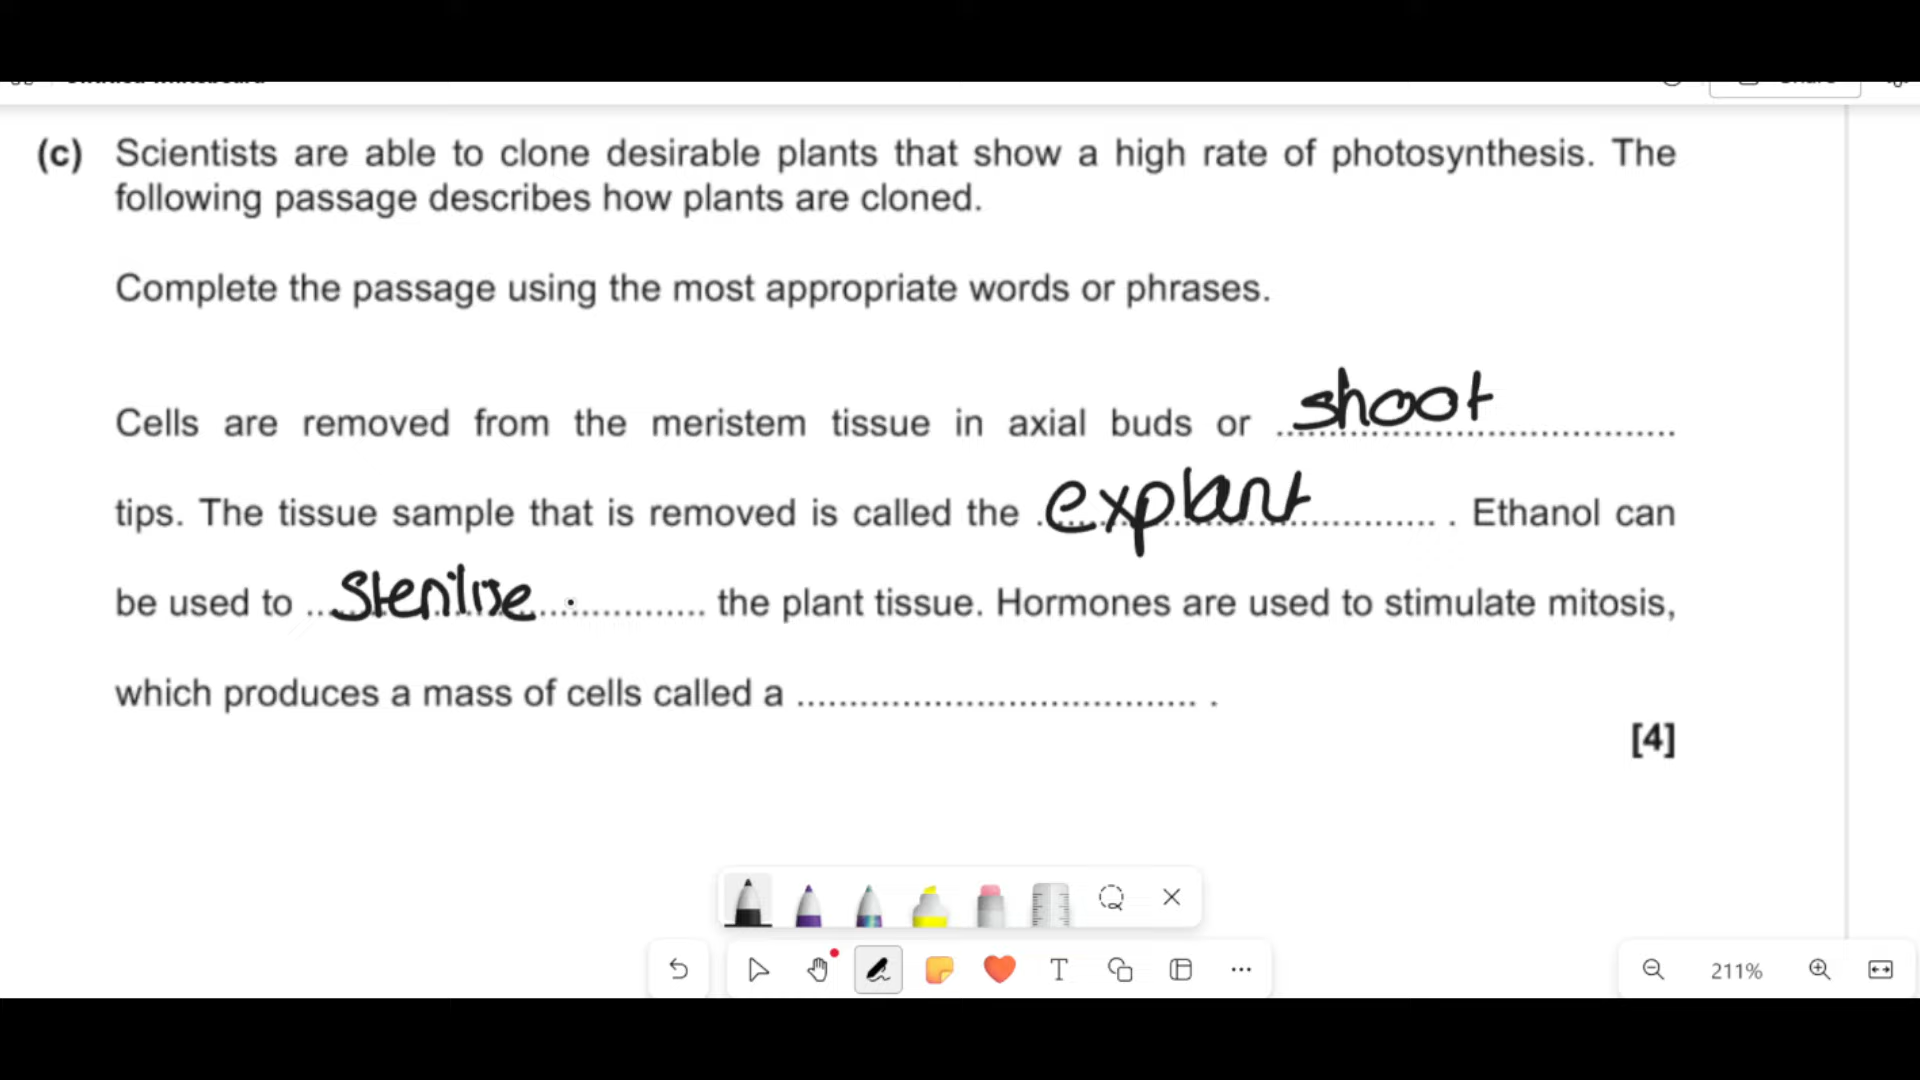 (c) Scientists are able to clone desirable plants that show a high rate of photosynthesis. The
following passage describes how plants are cloned.
Complete the passage using the most appropriate words or phrases.
Cells are removed from the meristem tissue in axial buds or shoot
tips. The tissue sample that is removed is called the explant. Ethanol can
be used to sterilise the plant tissue. Hormones are used to stimulate mitosis,
which produces a mass of cells called a .................................... .
[4]
211%